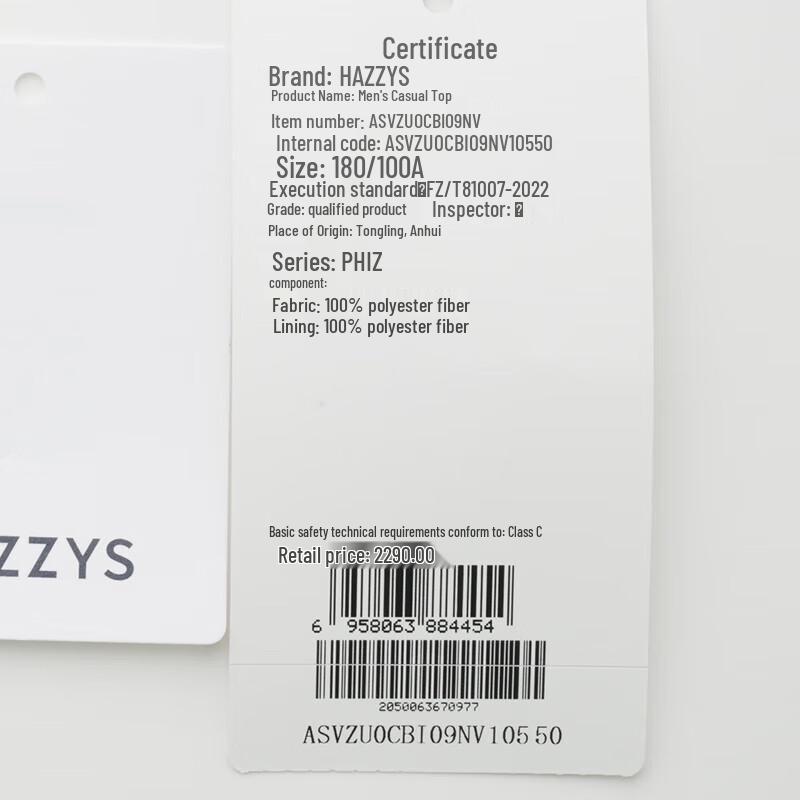 Certificate
Brand: HAZZYS
Product Name: Men's Casual Top
Item number: ASVZU0CBI09NV
Internal code: ASVZU0CBI09NV10550
Size: 180/100A
Execution standard FZ/T81007-2022
Grade: qualified product Inspector:
Place of Origin: Tongling, Anhui
Series: PHIZ
component:
Fabric: 100% polyester fiber
Lining: 100% polyester fiber
ZZYS
Basic safety technical requirements conform to: Class C
Retail price: 2290.00
6 958063 884454
2050063670977
ASVZU0CBI09NV10550